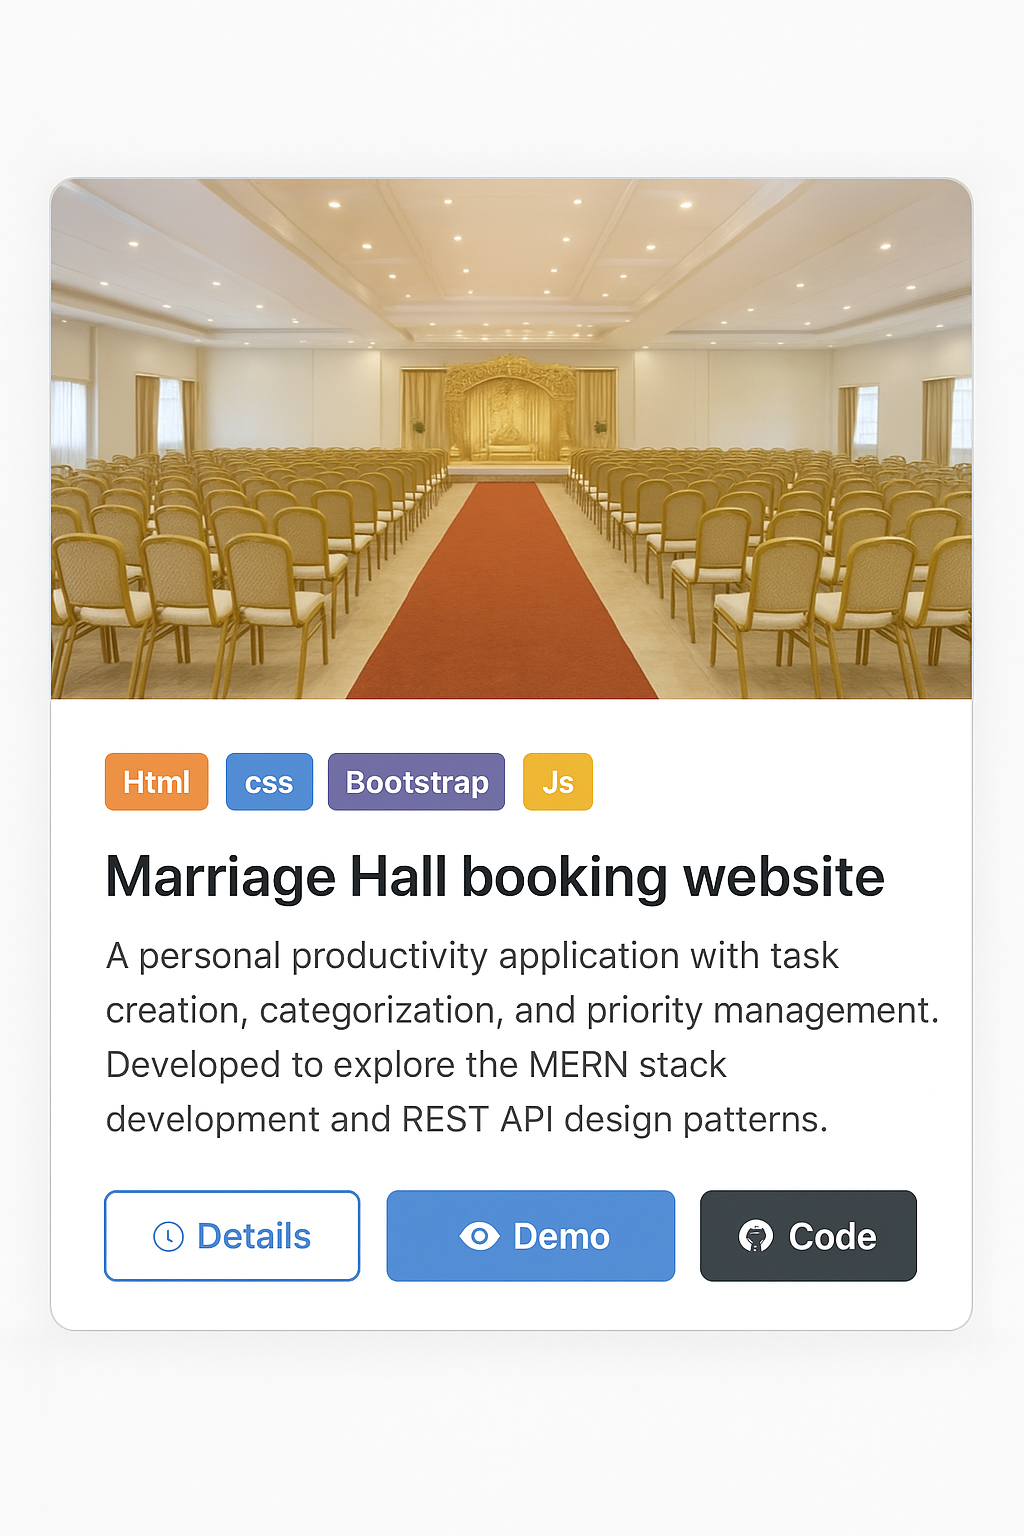 Html css Bootstrap Js
Marriage Hall booking website
A personal productivity application with task
creation, categorization, and priority management.
Developed to explore the MERN stack
development and REST API design patterns.
Details Demo Code